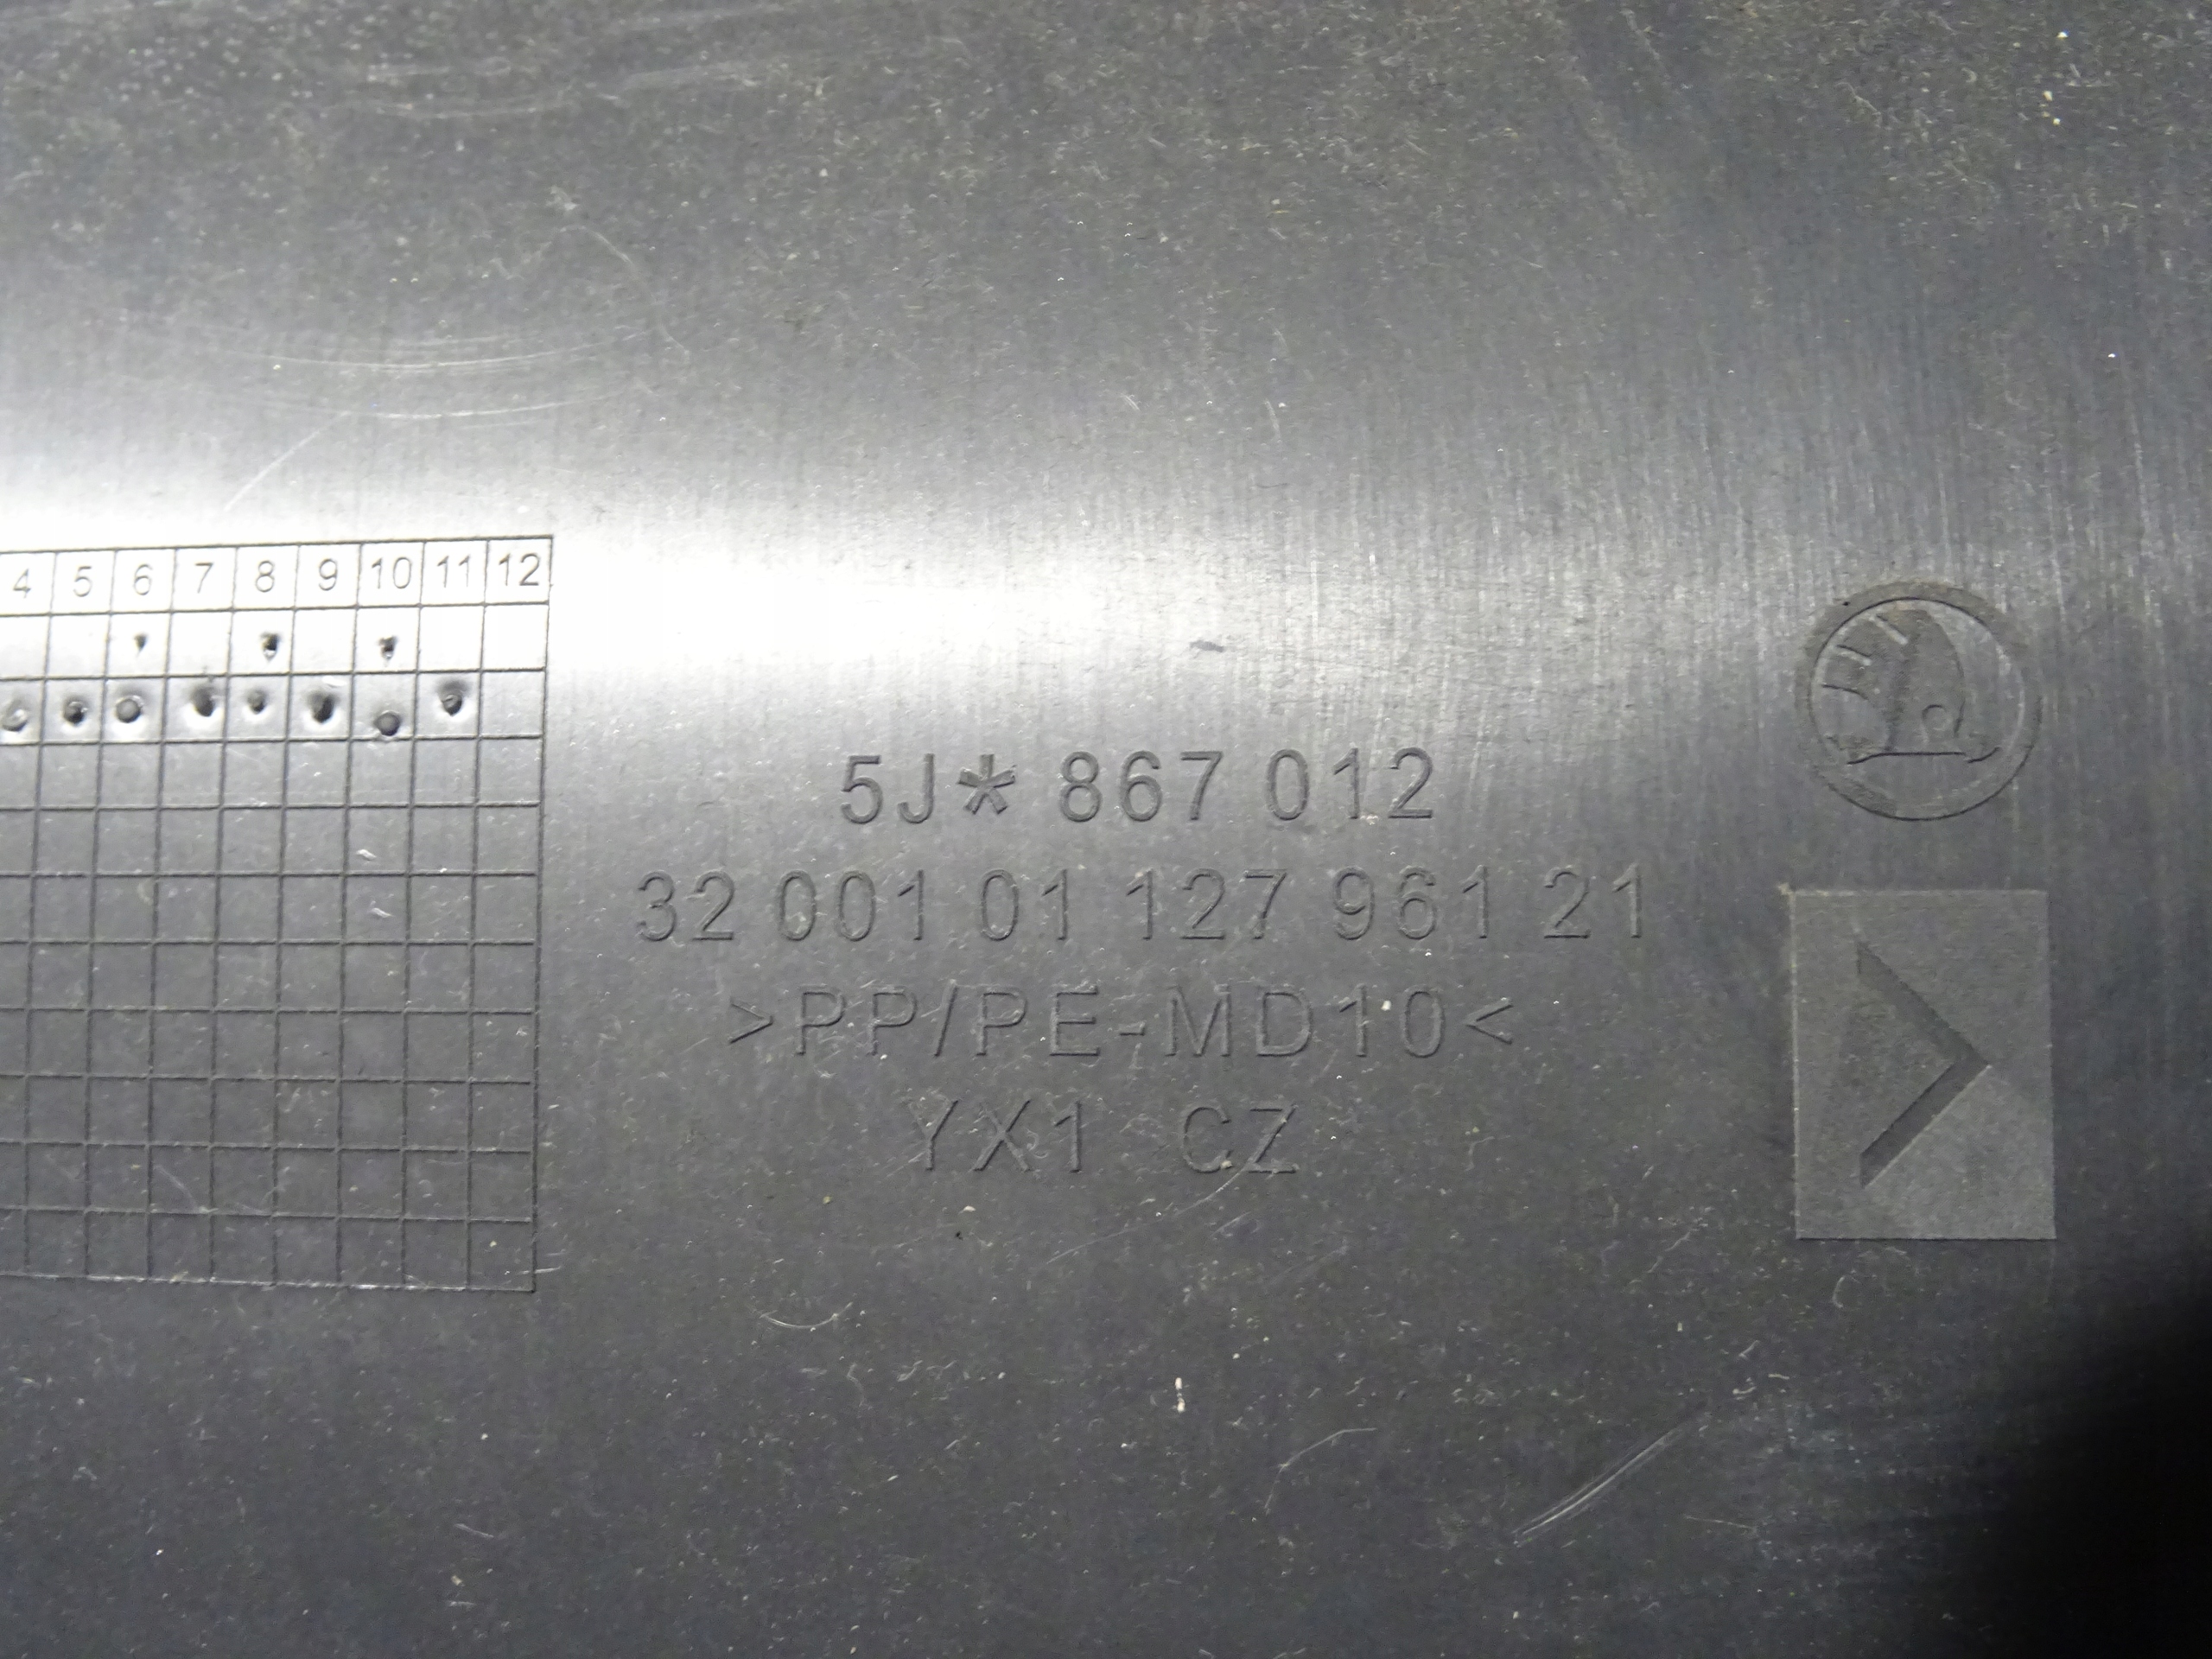 4 5 6 7 8 9 10 11 12
5J* 867 012
32 001 01 127 961 21
>PP/PE-MD10<
YX1 CZ